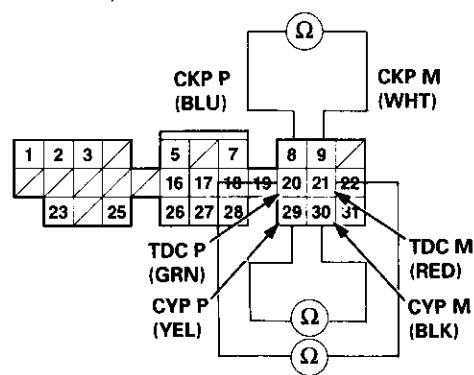 Ω
CKP P
(BLU)
CKP M
(WHT)
1 2 3 5 7 8 9
16 17 18 19 20 21 22
23 25 26 27 28 29 30 31
TDC P
(GRN)
TDC M
(RED)
CYP P
(YEL)
CYP M
(BLK)
Ω
Ω